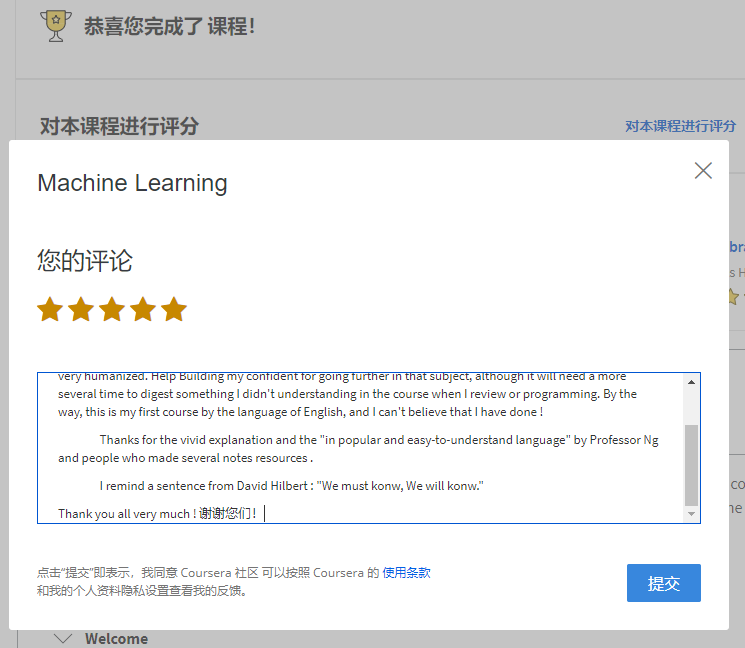 恭喜您完成了 课程!
对本课程进行评分
对本课程进行评分
Machine Learning
您的评论
very humanized. Help Building my confident for going further in that subject, although it will need a more
several time to digest something I didn't understanding in the course when I review or programming. By the
way, this is my first course by the language of English, and I can't believe that I have done !
Thanks for the vivid explanation and the "in popular and easy-to-understand language" by Professor Ng
and people who made several notes resources .
I remind a sentence from David Hilbert : "We must konw, We will konw."
Thank you all very much ! 谢谢您们！
点击“提交”即表示，我同意 Coursera 社区 可以按照 Coursera 的 使用条款
和我的个人资料隐私设置查看我的反馈。
提交
Welcome